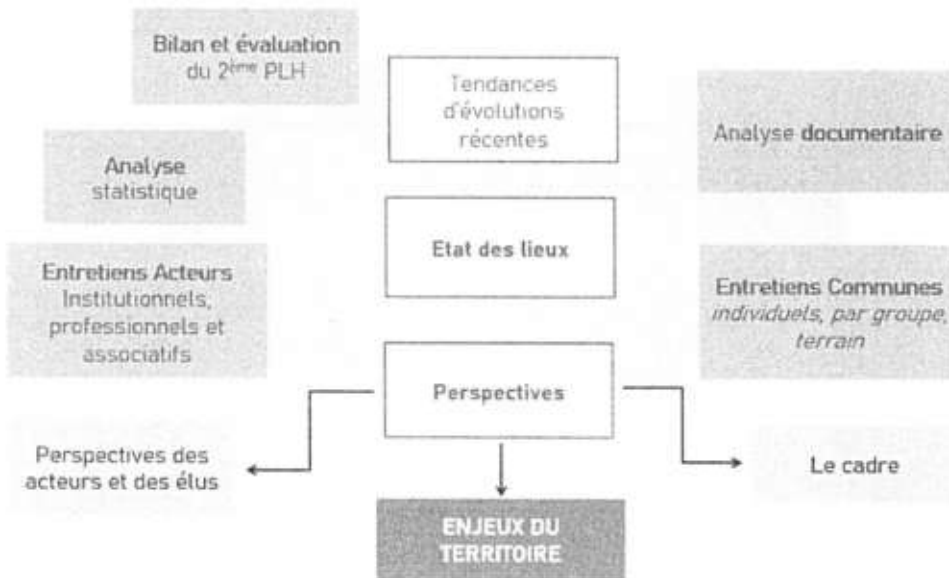 Bilan et évaluation
du 2ème PLH
Tendances
d'évolutions
récentes
Analyse documentaire
Analyse
statistique
Etat des lieux
Entretiens Acteurs
Institutionnels,
professionnels et
associatifs
Entretiens Communes
individuels, par groupe,
terrain
Perspectives
Perspectives des
acteurs et des élus
Le cadre
ENJEUX DU
TERRITOIRE